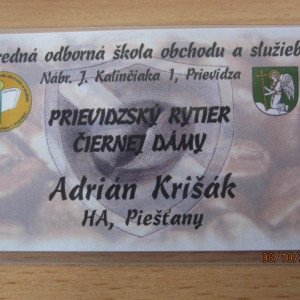 redná odborná škola obchodu a služieb
Nábr. J. Kalinčiaka 1, Prievidza
PRIEVIDZSKÝ RYTIER
ČIERNEJ DÁMY
Adrián Krišák
HA, Piešťany